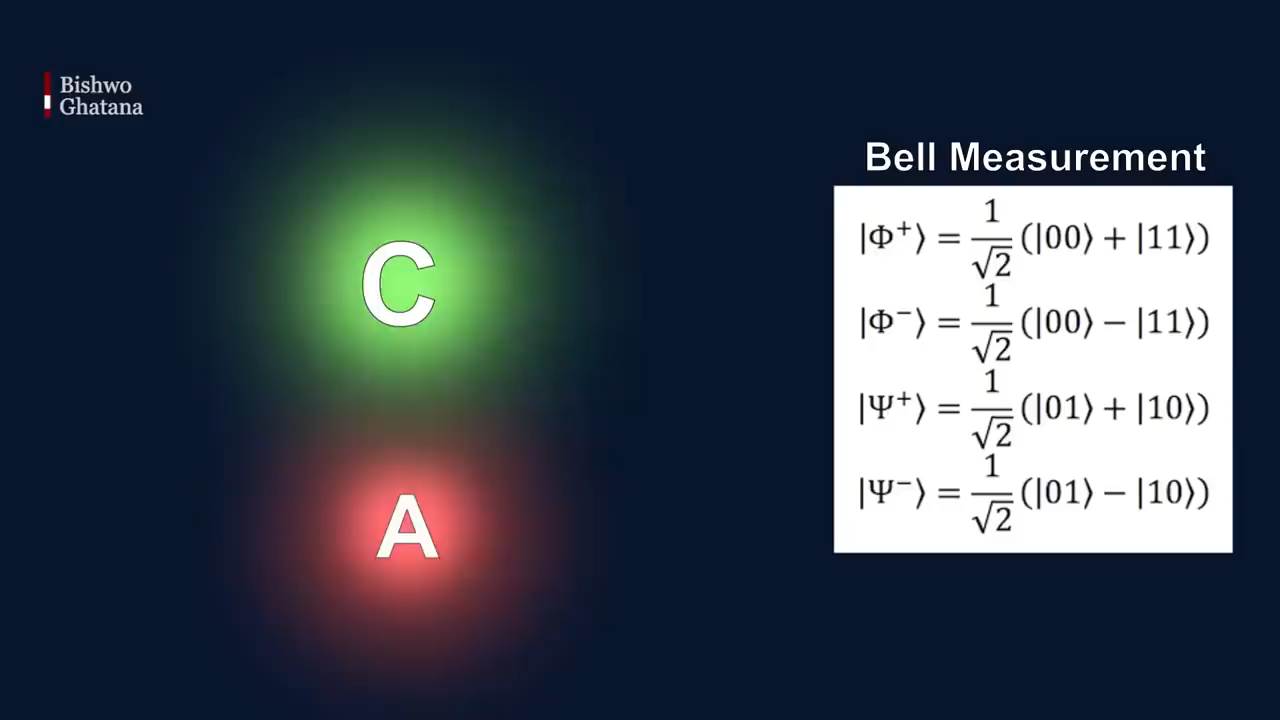 Bishwo
Ghatana
Bell Measurement
|Φ⁺⟩ = 1/√2 (|00⟩ + |11⟩)
|Φ⁻⟩ = 1/√2 (|00⟩ − |11⟩)
|Ψ⁺⟩ = 1/√2 (|01⟩ + |10⟩)
|Ψ⁻⟩ = 1/√2 (|01⟩ − |10⟩)
C
A